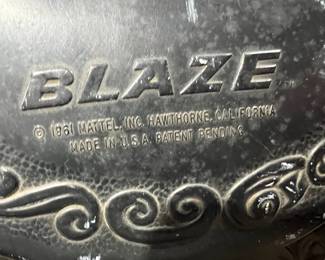 BLAZE
© 1961 MATTEL, INC. HAWTHORNE, CALIFORNIA
MADE IN U.S.A. PATENT PENDING